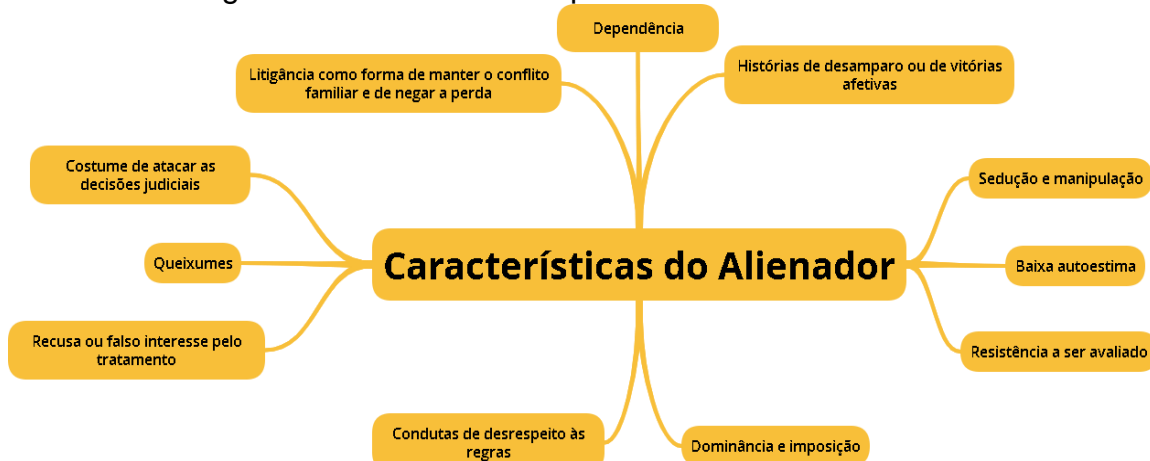 Dependência
Litigância como forma de manter o conflito
familiar e de negar a perda
Histórias de desamparo ou de vitórias
afetivas
Costume de atacar as
decisões judiciais
Sedução e manipulação
Queixumes
Características do Alienador
Baixa autoestima
Recusa ou falso interesse pelo
tratamento
Resistência a ser avaliado
Condutas de desrespeito às
regras
Dominância e imposição